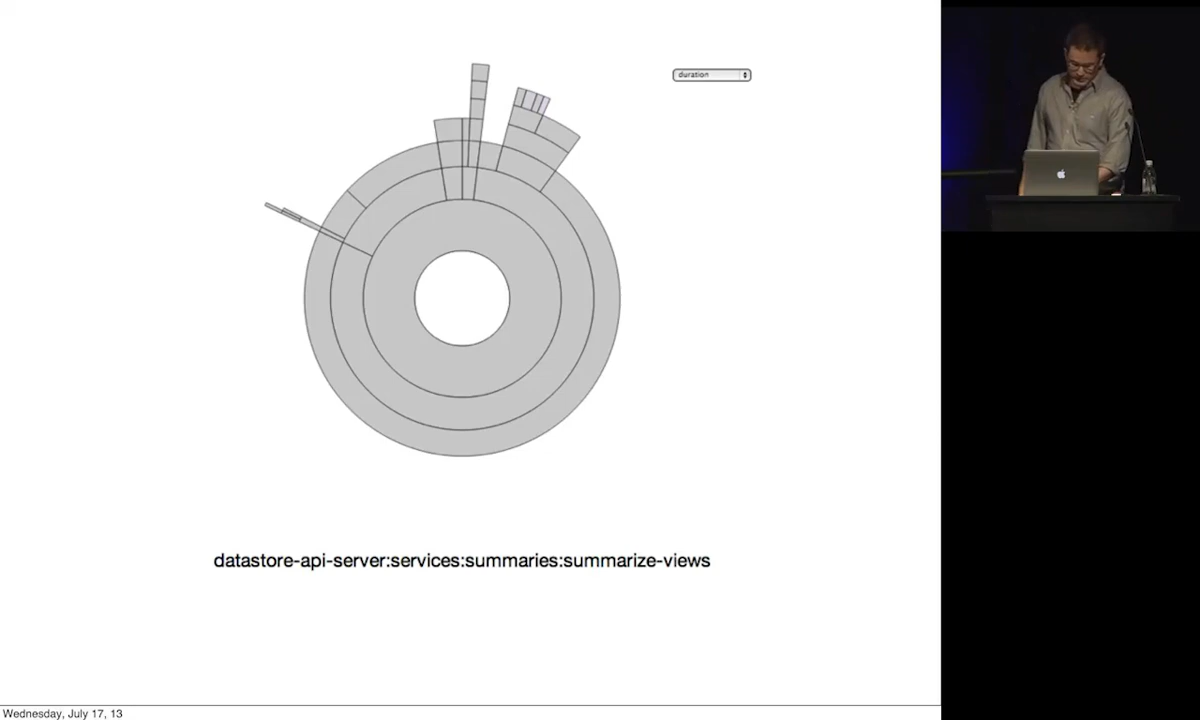 duration
datastore-api-server:services:summaries:summarize-views
Wednesday, July 17, 13